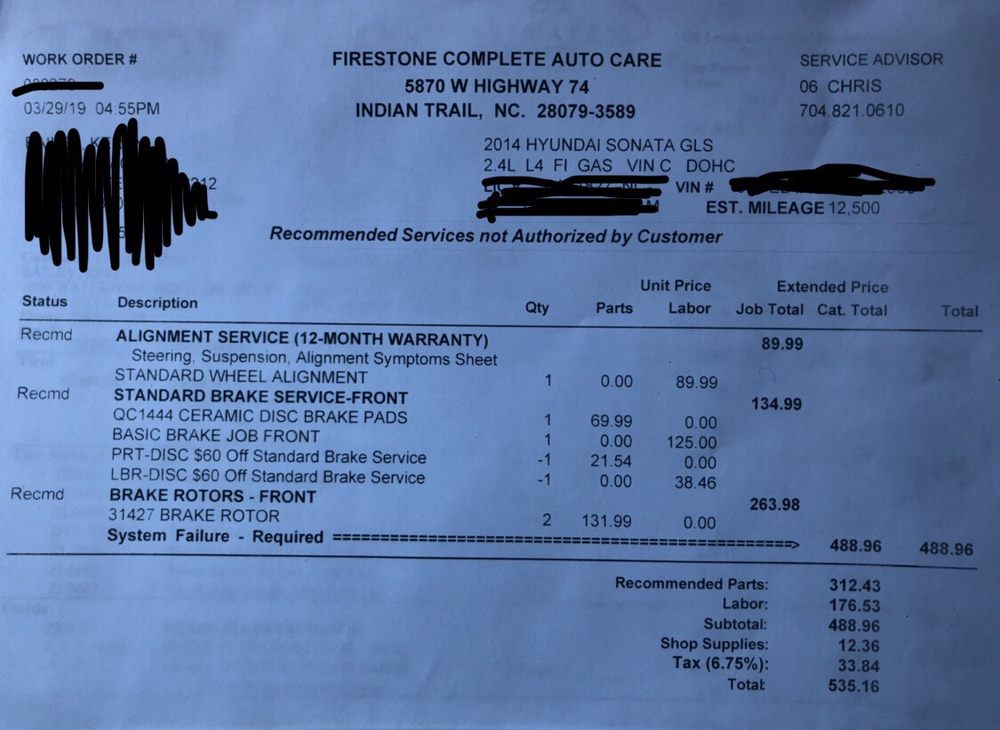 WORK ORDER #
FIRESTONE COMPLETE AUTO CARE
SERVICE ADVISOR
5870 W HIGHWAY 74
06 CHRIS
03/29/19 04:55PM
INDIAN TRAIL, NC. 28079-3589
704.821.0610
2014 HYUNDAI SONATA GLS
2.4L L4 FI GAS VIN C DOHC
VIN #
EST. MILEAGE 12,500
Recommended Services not Authorized by Customer
Unit Price Extended Price
Status Description Qty Parts Labor Job Total Cat. Total Total
Recmd ALIGNMENT SERVICE (12-MONTH WARRANTY) 89.99
Steering, Suspension, Alignment Symptoms Sheet
STANDARD WHEEL ALIGNMENT 1 0.00 89.99
Recmd STANDARD BRAKE SERVICE-FRONT 134.99
QC1444 CERAMIC DISC BRAKE PADS 1 69.99 0.00
BASIC BRAKE JOB FRONT 1 0.00 125.00
PRT-DISC $60 Off Standard Brake Service -1 21.54 0.00
LBR-DISC $60 Off Standard Brake Service -1 0.00 38.46
Recmd BRAKE ROTORS - FRONT 263.98
31427 BRAKE ROTOR 2 131.99 0.00
System Failure - Required ==================================================> 488.96 488.96
Recommended Parts: 312.43
Labor: 176.53
Subtotal: 488.96
Shop Supplies: 12.36
Tax (6.75%): 33.84
Total: 535.16